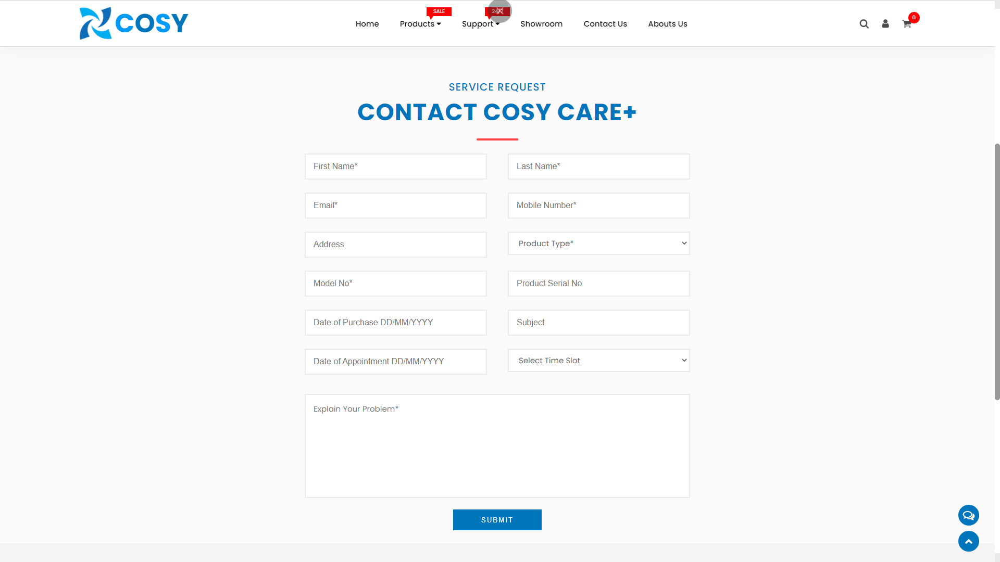 COSY
SALE
24/7
Home
Products
Support
Showroom
Contact Us
Abouts Us
0
SERVICE REQUEST
CONTACT COSY CARE+
First Name*
Last Name*
Email*
Mobile Number*
Address
Product Type*
Model No*
Product Serial No
Date of Purchase DD/MM/YYYY
Subject
Date of Appointment DD/MM/YYYY
Select Time Slot
Explain Your Problem*
SUBMIT